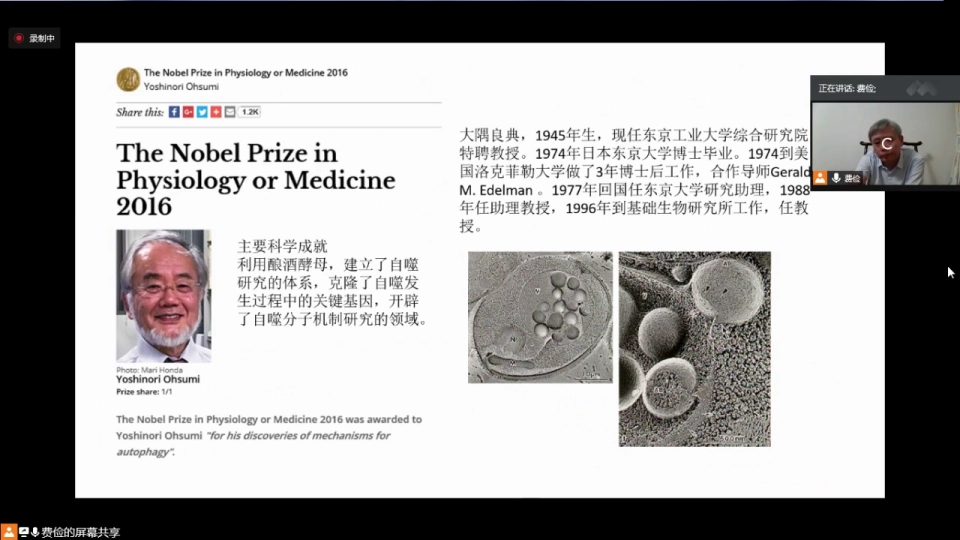 录制中
The Nobel Prize in Physiology or Medicine 2016
Yoshinori Ohsumi
Share this:
1.2K
The Nobel Prize in
Physiology or Medicine
2016
主要科学成就
利用酿酒酵母，建立了自噬
研究的体系，克隆了自噬发
生过程中的关键基因，开辟
了自噬分子机制研究的领域。
Photo: Mari Honda
Yoshinori Ohsumi
Prize share: 1/1
The Nobel Prize in Physiology or Medicine 2016 was awarded to
Yoshinori Ohsumi "for his discoveries of mechanisms for
autophagy".
大隅良典，1945年生，现任东京工业大学综合研究院
特聘教授。1974年日本东京大学博士毕业。1974到美
国洛克菲勒大学做了3年博士后工作，合作导师Gerald
M. Edelman 。1977年回国任东京大学研究助理，1988
年任助理教授，1996年到基础生物研究所工作，任教
授。
正在讲话: 费俭;
C
费俭
费俭的屏幕共享